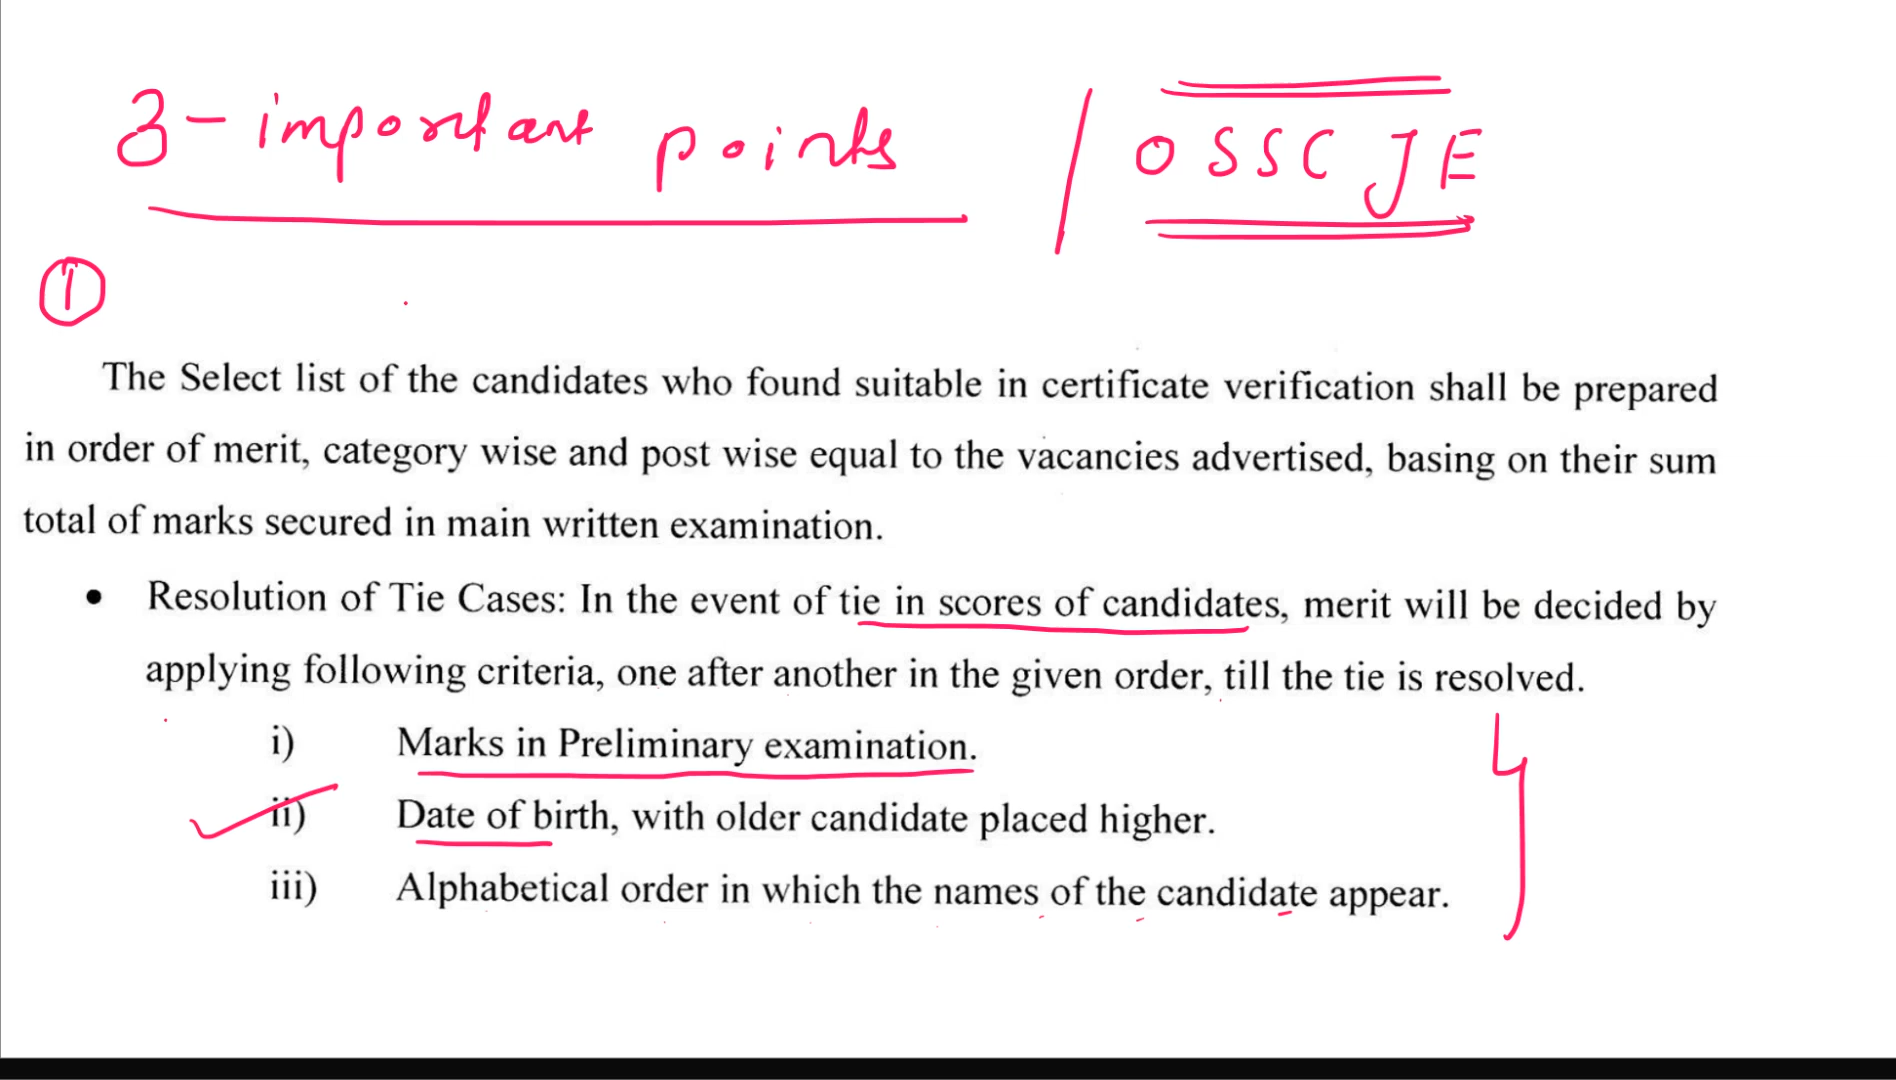 3-important points / OSSC JE
①
The Select list of the candidates who found suitable in certificate verification shall be prepared
in order of merit, category wise and post wise equal to the vacancies advertised, basing on their sum
total of marks secured in main written examination.
• Resolution of Tie Cases: In the event of tie in scores of candidates, merit will be decided by
applying following criteria, one after another in the given order, till the tie is resolved.
i) Marks in Preliminary examination.
ii) Date of birth, with older candidate placed higher.
iii) Alphabetical order in which the names of the candidate appear.